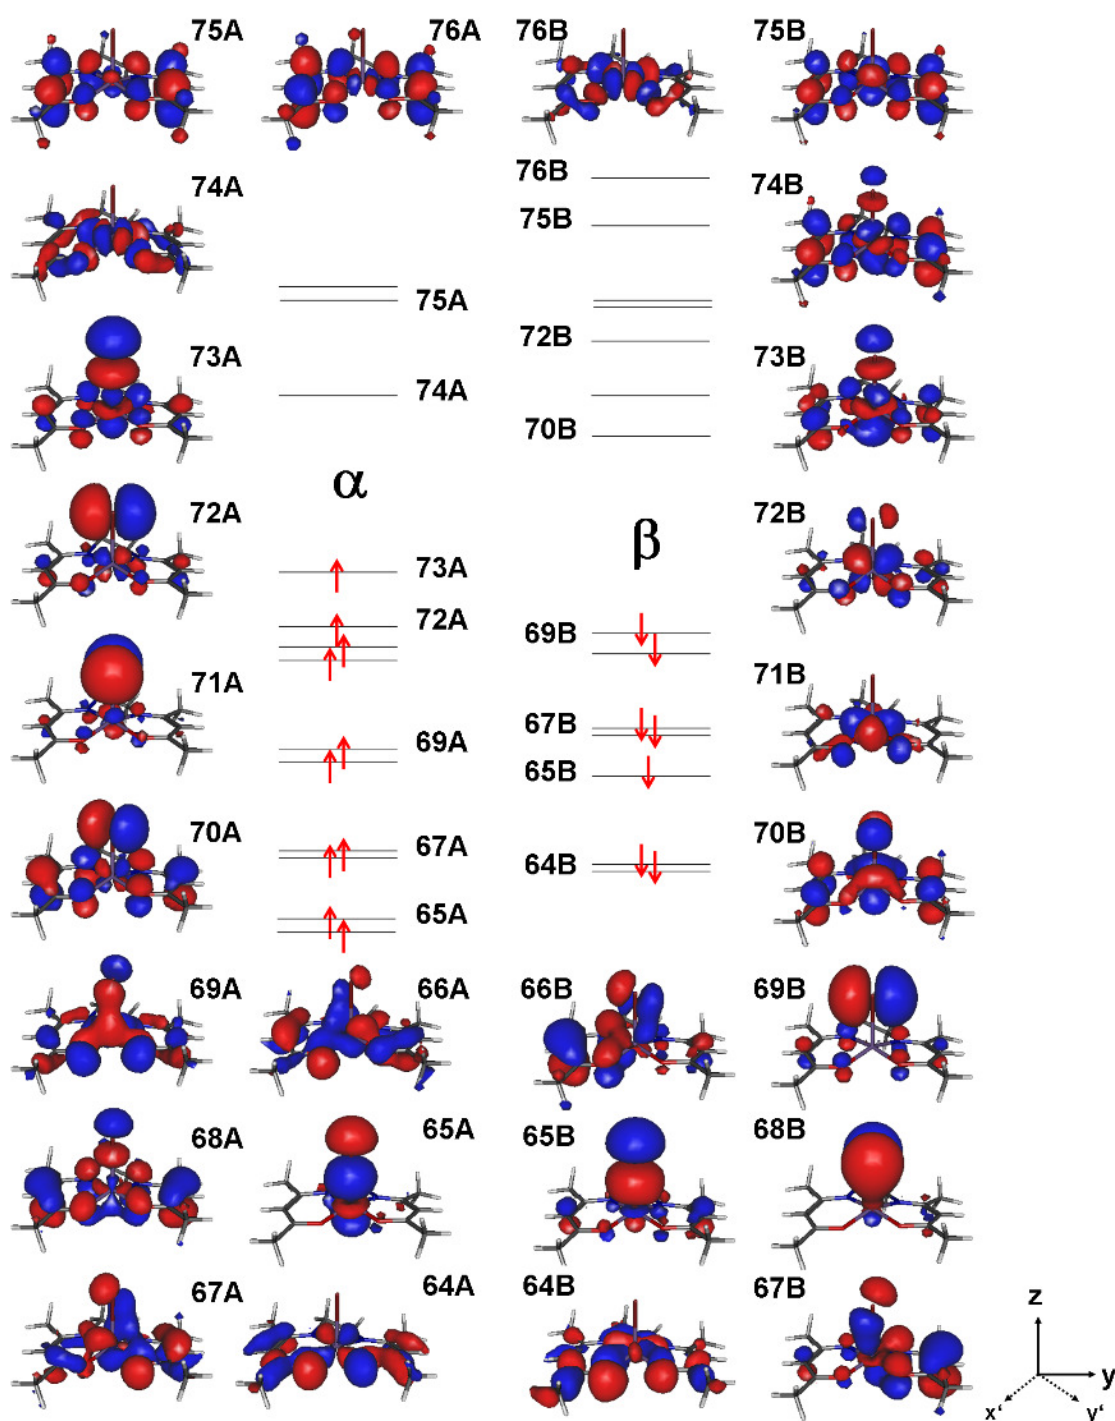 75A 76A 76B 75B
74A 76B 74B
75B
75A
73A 72B 73B
74A
70B
α
72A 72B
β
73A
72A 69B
71A 71B
69A 67B
65B
70A 67A 64B 70B
65A
69A 66A 66B 69B
68A 65A 65B 68B
67A 64A 64B 67B
z
y
x' y'